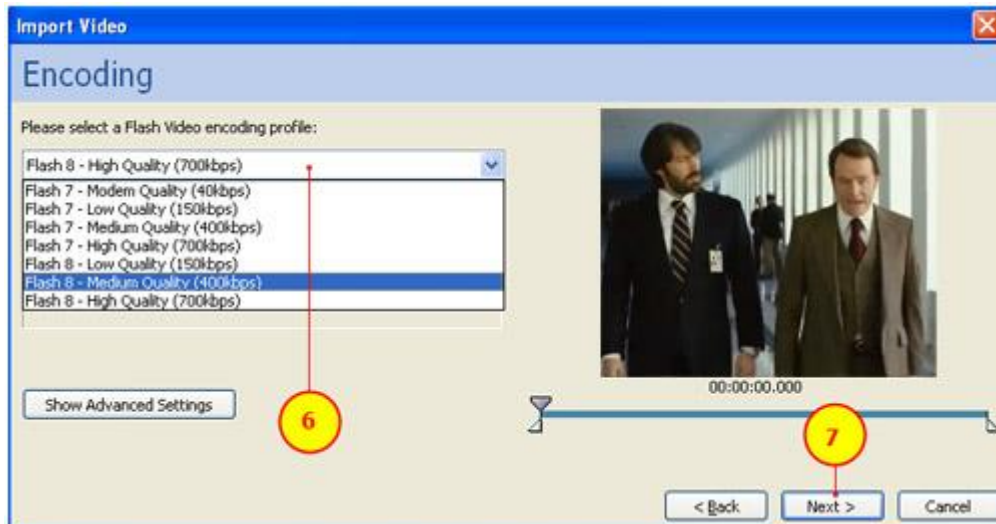 Import Video
Encoding
Please select a Flash Video encoding profile:
Flash 8 - High Quality (700kbps)
Flash 7 - Modem Quality (40kbps)
Flash 7 - Low Quality (150kbps)
Flash 7 - Medium Quality (400kbps)
Flash 7 - High Quality (700kbps)
Flash 8 - Low Quality (150kbps)
Flash 8 - Medium Quality (400kbps)
Flash 8 - High Quality (700kbps)
00:00:00.000
Show Advanced Settings
6
7
< Back Next > Cancel